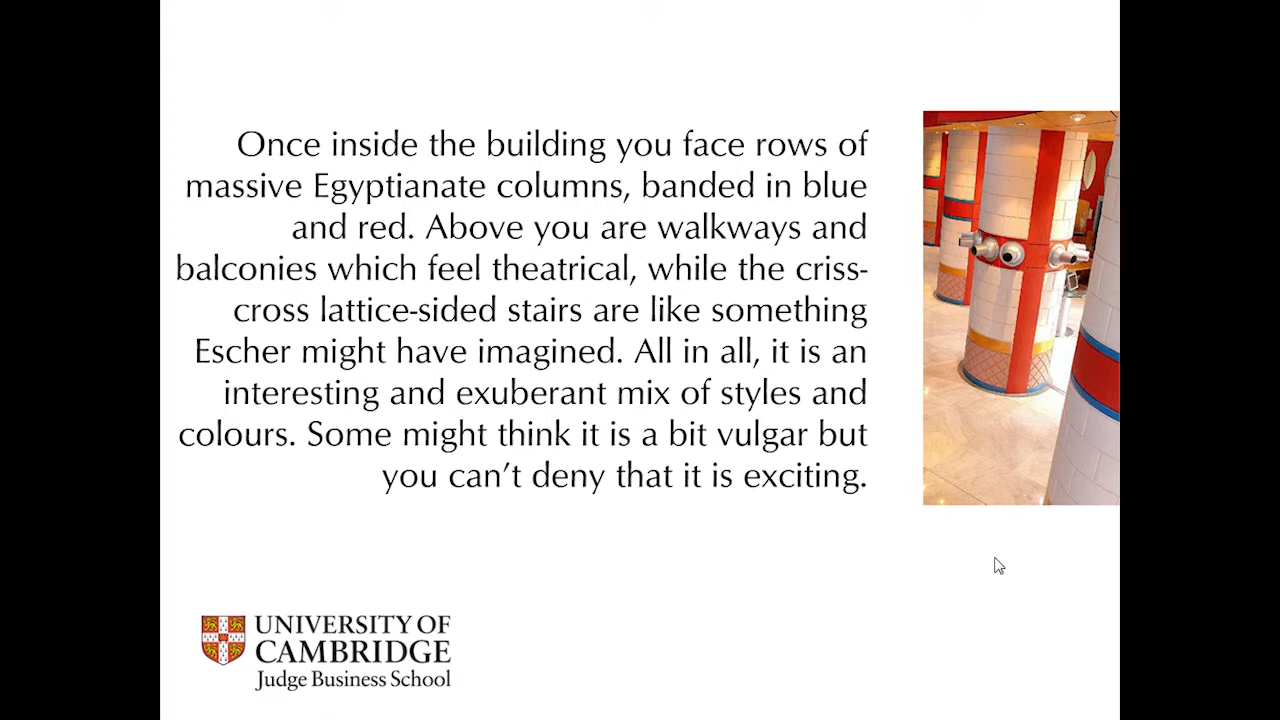 Once inside the building you face rows of
massive Egyptianate columns, banded in blue
and red. Above you are walkways and
balconies which feel theatrical, while the criss-
cross lattice-sided stairs are like something
Escher might have imagined. All in all, it is an
interesting and exuberant mix of styles and
colours. Some might think it is a bit vulgar but
you can’t deny that it is exciting.
UNIVERSITY OF
CAMBRIDGE
Judge Business School